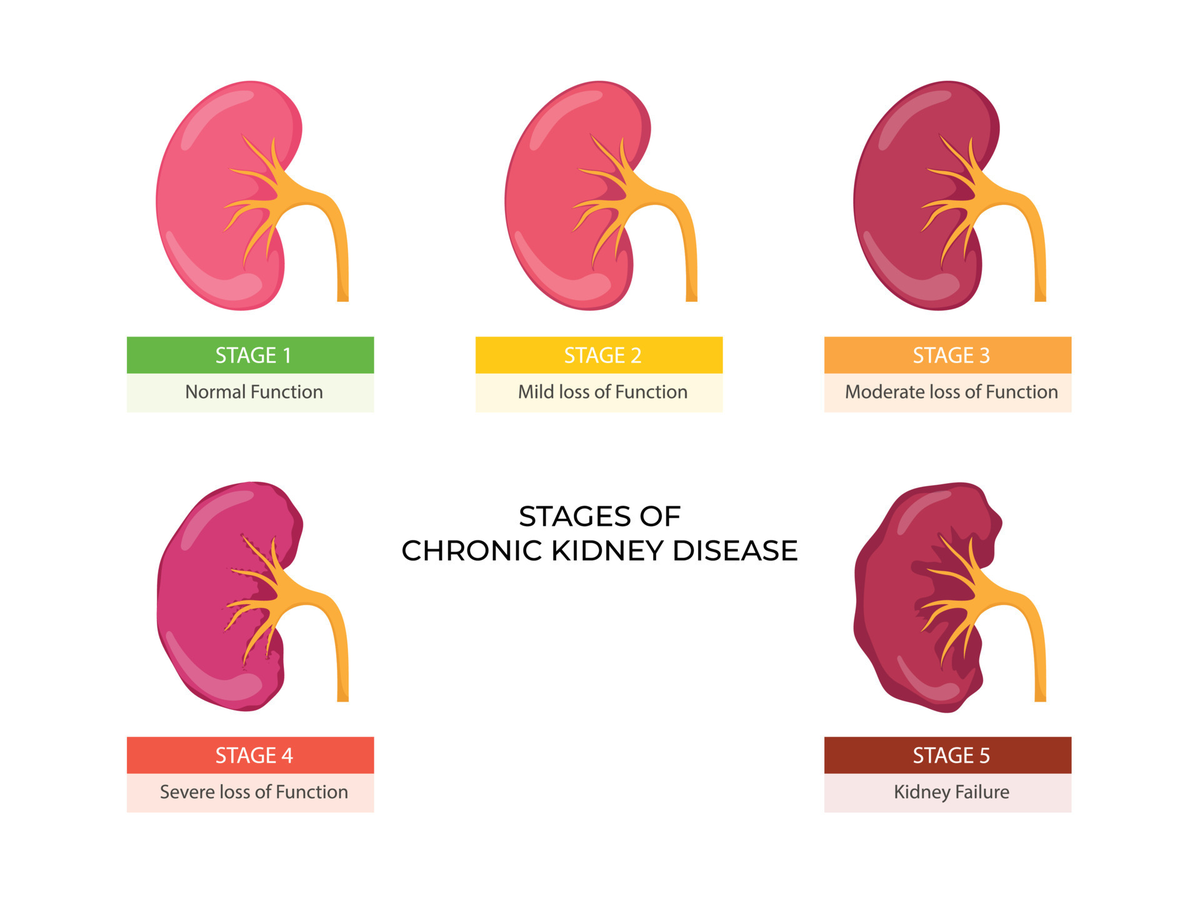 STAGE 1
Normal Function
STAGE 2
Mild loss of Function
STAGE 3
Moderate loss of Function
STAGES OF
CHRONIC KIDNEY DISEASE
STAGE 4
Severe loss of Function
STAGE 5
Kidney Failure